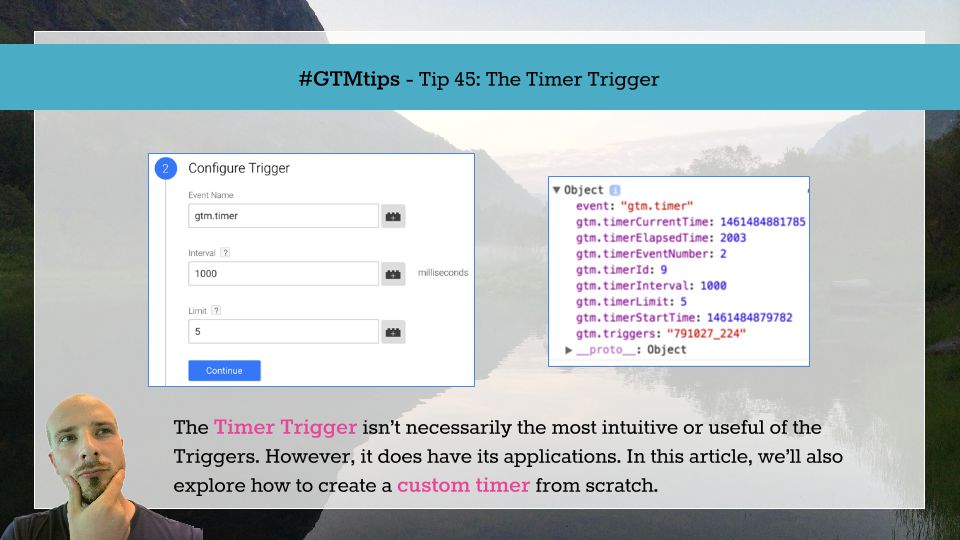 #GTMtips - Tip 45: The Timer Trigger
2 Configure Trigger
Event Name
gtm.timer
Interval ?
1000 milliseconds
Limit ?
5
Continue
▼ Object i
event: "gtm.timer"
gtm.timerCurrentTime: 1461484881785
gtm.timerElapsedTime: 2003
gtm.timerEventNumber: 2
gtm.timerId: 9
gtm.timerInterval: 1000
gtm.timerLimit: 5
gtm.timerStartTime: 1461484879782
gtm.triggers: "791027_224"
▶ __proto__: Object
The Timer Trigger isn't necessarily the most intuitive or useful of the
Triggers. However, it does have its applications. In this article, we'll also
explore how to create a custom timer from scratch.